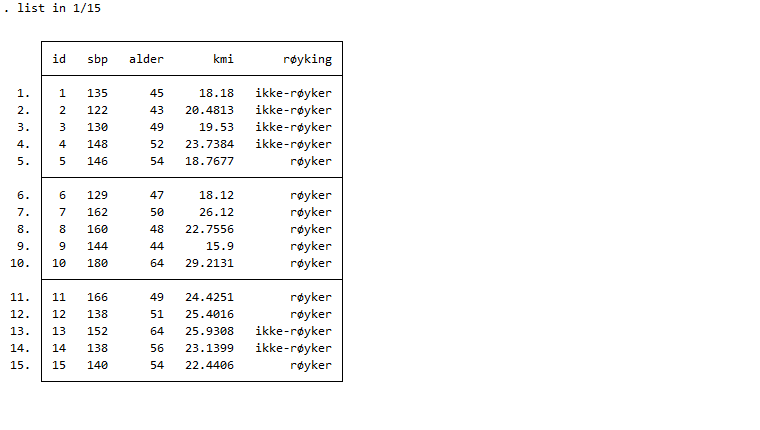 . list in 1/15
id sbp alder kmi røyking
1. 1 135 45 18.18 ikke-røyker
2. 2 122 43 20.4813 ikke-røyker
3. 3 130 49 19.53 ikke-røyker
4. 4 148 52 23.7384 ikke-røyker
5. 5 146 54 18.7677 røyker
6. 6 129 47 18.12 røyker
7. 7 162 50 26.12 røyker
8. 8 160 48 22.7556 røyker
9. 9 144 44 15.9 røyker
10. 10 180 64 29.2131 røyker
11. 11 166 49 24.4251 røyker
12. 12 138 51 25.4016 røyker
13. 13 152 64 25.9308 ikke-røyker
14. 14 138 56 23.1399 ikke-røyker
15. 15 140 54 22.4406 røyker